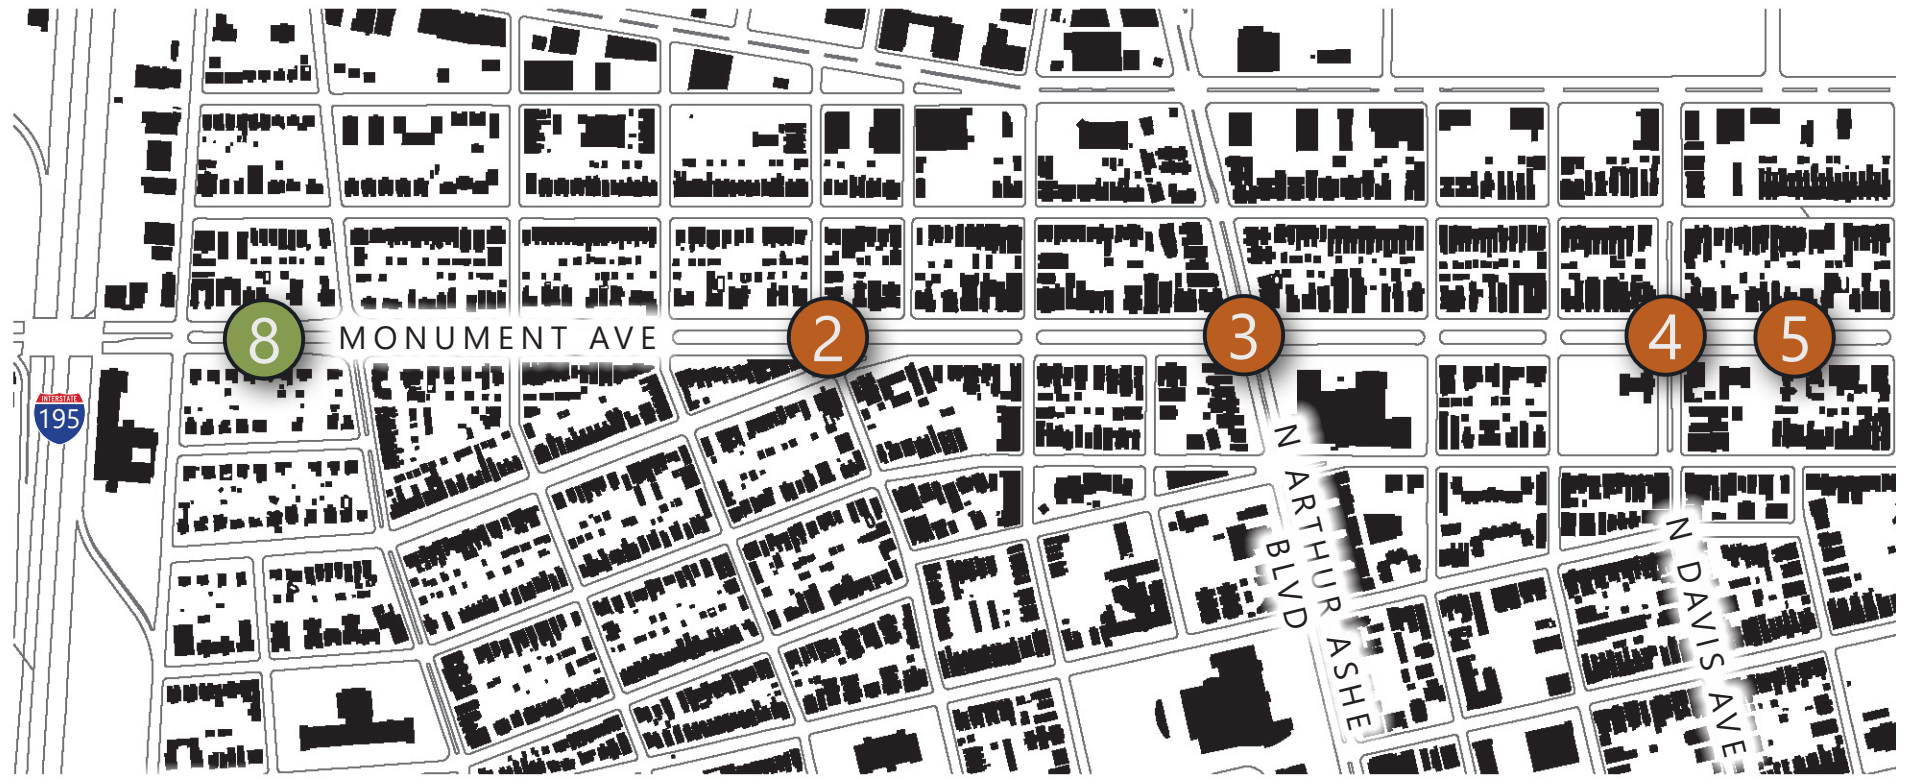 8
MONUMENT AVE
2
3
4
5
INTERSTATE
195
N ARTHUR ASHE
BLVD
N DAVIS AVE